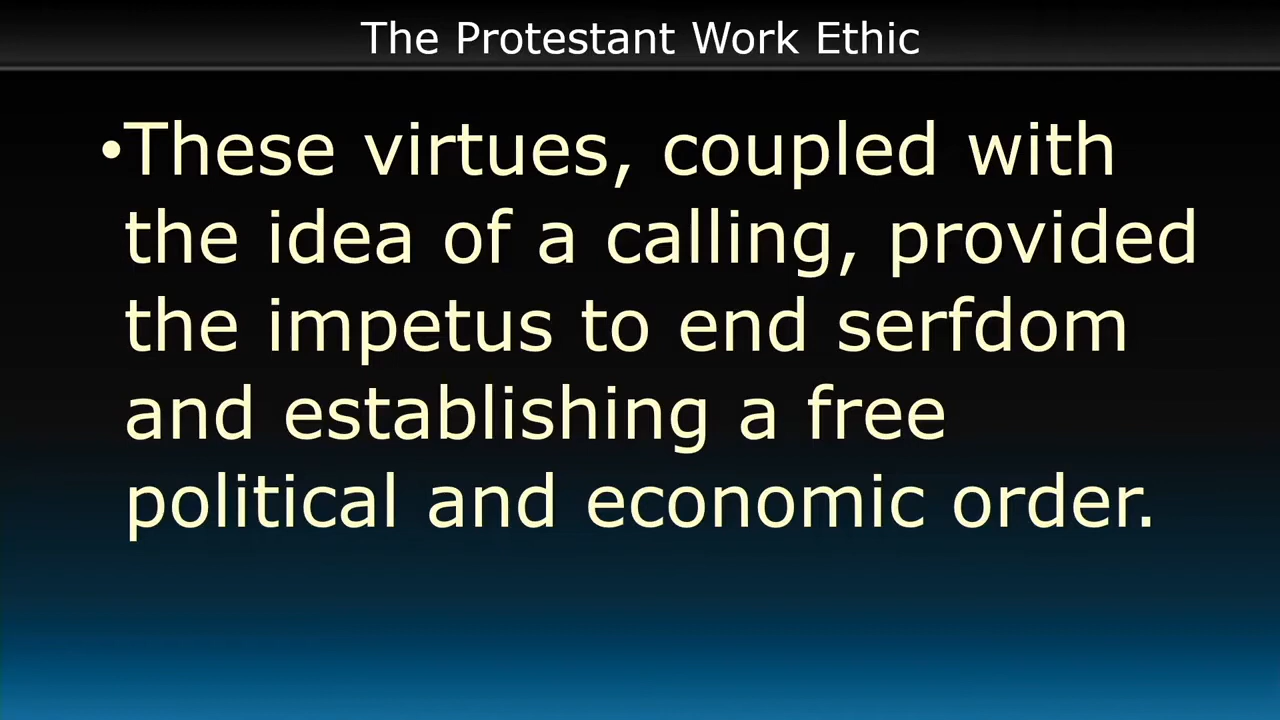 The Protestant Work Ethic
•These virtues, coupled with
the idea of a calling, provided
the impetus to end serfdom
and establishing a free
political and economic order.